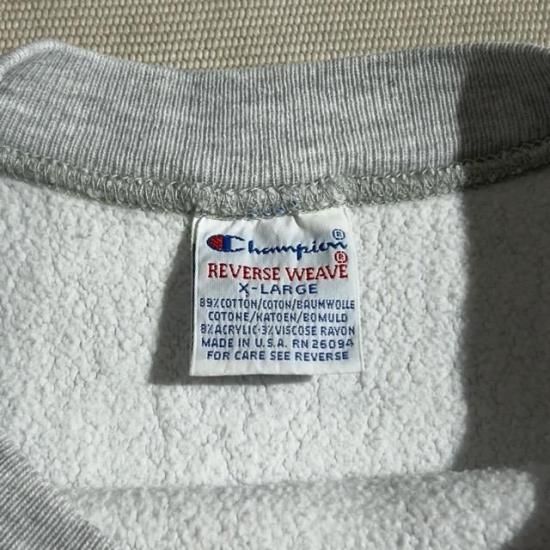 Champion®
REVERSE WEAVE®
X-LARGE
89% COTTON/COTON/BAUMWOLLE
COTONE/KATOEN/BOMULD
8% ACRYLIC-3% VISCOSE RAYON
MADE IN U.S.A. RN 26094
FOR CARE SEE REVERSE